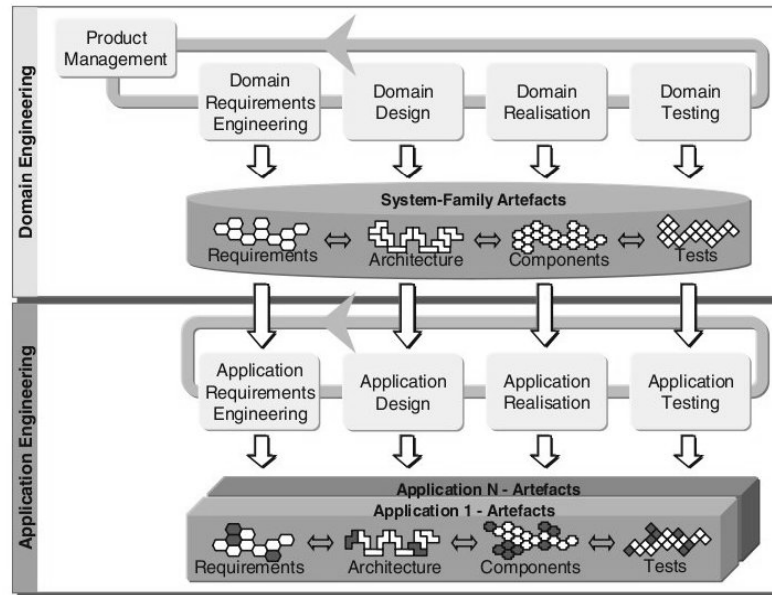 Domain Engineering
Product
Management
Domain
Requirements
Engineering
Domain
Design
Domain
Realisation
Domain
Testing
System-Family Artefacts
Requirements
Architecture
Components
Tests
Application Engineering
Application
Requirements
Engineering
Application
Design
Application
Realisation
Application
Testing
Application N - Artefacts
Application 1 - Artefacts
Requirements
Architecture
Components
Tests